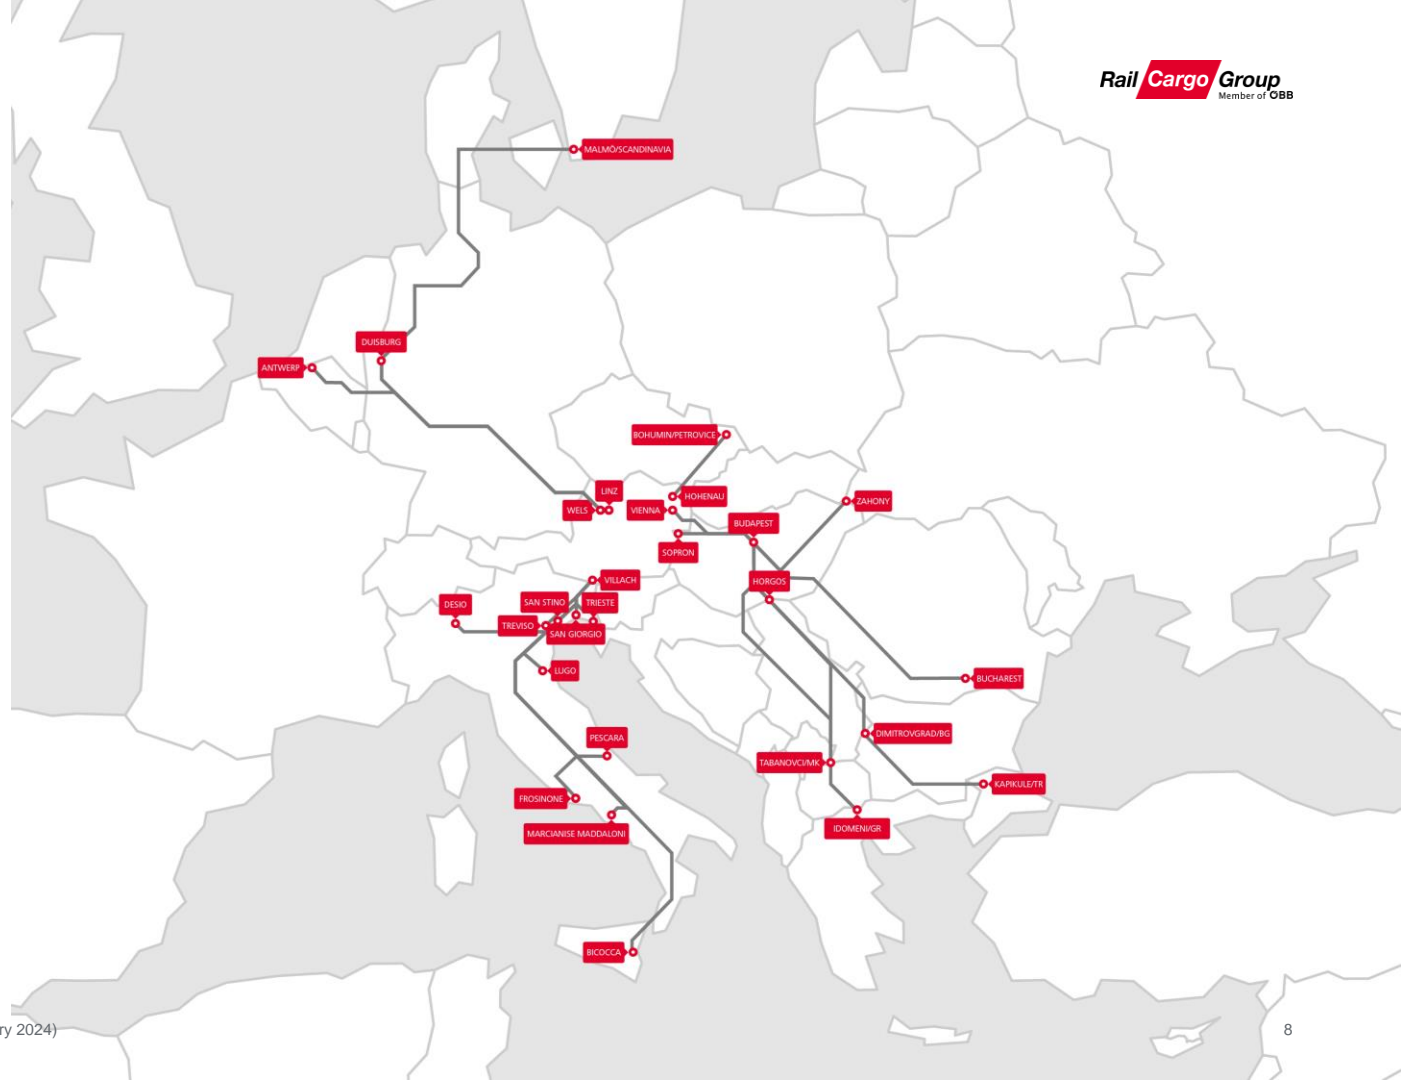 Rail Cargo Group
Member of ÖBB
MALMÖ/SCANDINAVIA
DUISBURG
ANTWERP
BOHUMIN/PETROVICE
LINZ
HOHENAU
ZAHONY
WELS
VIENNA
BUDAPEST
SOPRON
VILLACH
HORGOS
DESIO
SAN STINO
TRIESTE
TREVISO
SAN GIORGIO
LUGO
BUCHAREST
PESCARA
DIMITROVGRAD/BG
TABANOVCI/MK
KAPIKULE/TR
FROSINONE
IDOMENI/GR
MARCIANISE MADDALONI
BICOCCA
ry 2024)
8